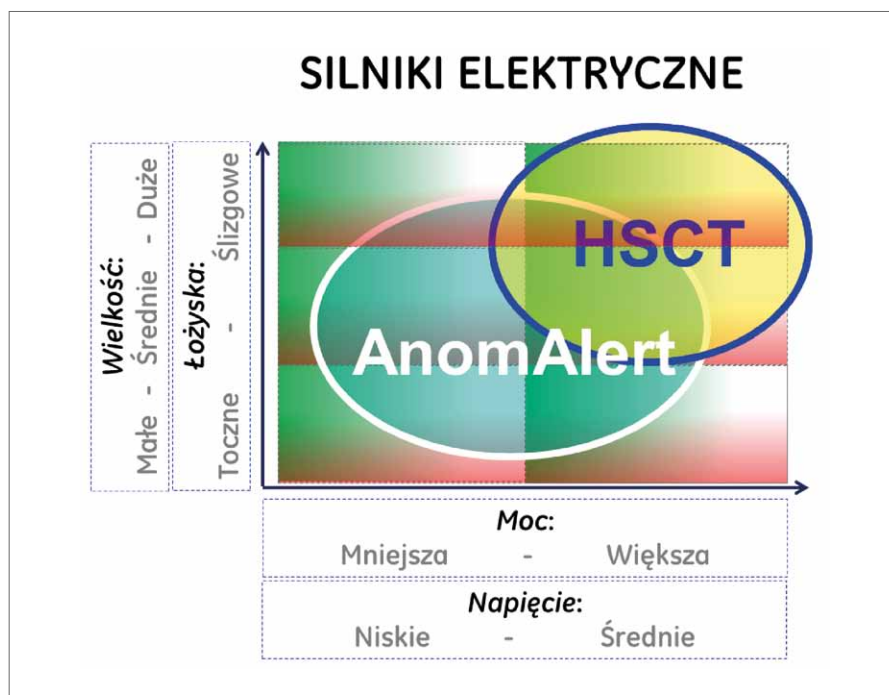 SILNIKI ELEKTRYCZNE
Wielkość:
Małe - Średnie - Duże
Łożyska:
Toczne - Ślizgowe
HSCT
AnomAlert
Moc:
Mniejsza - Większa
Napięcie:
Niskie - Średnie